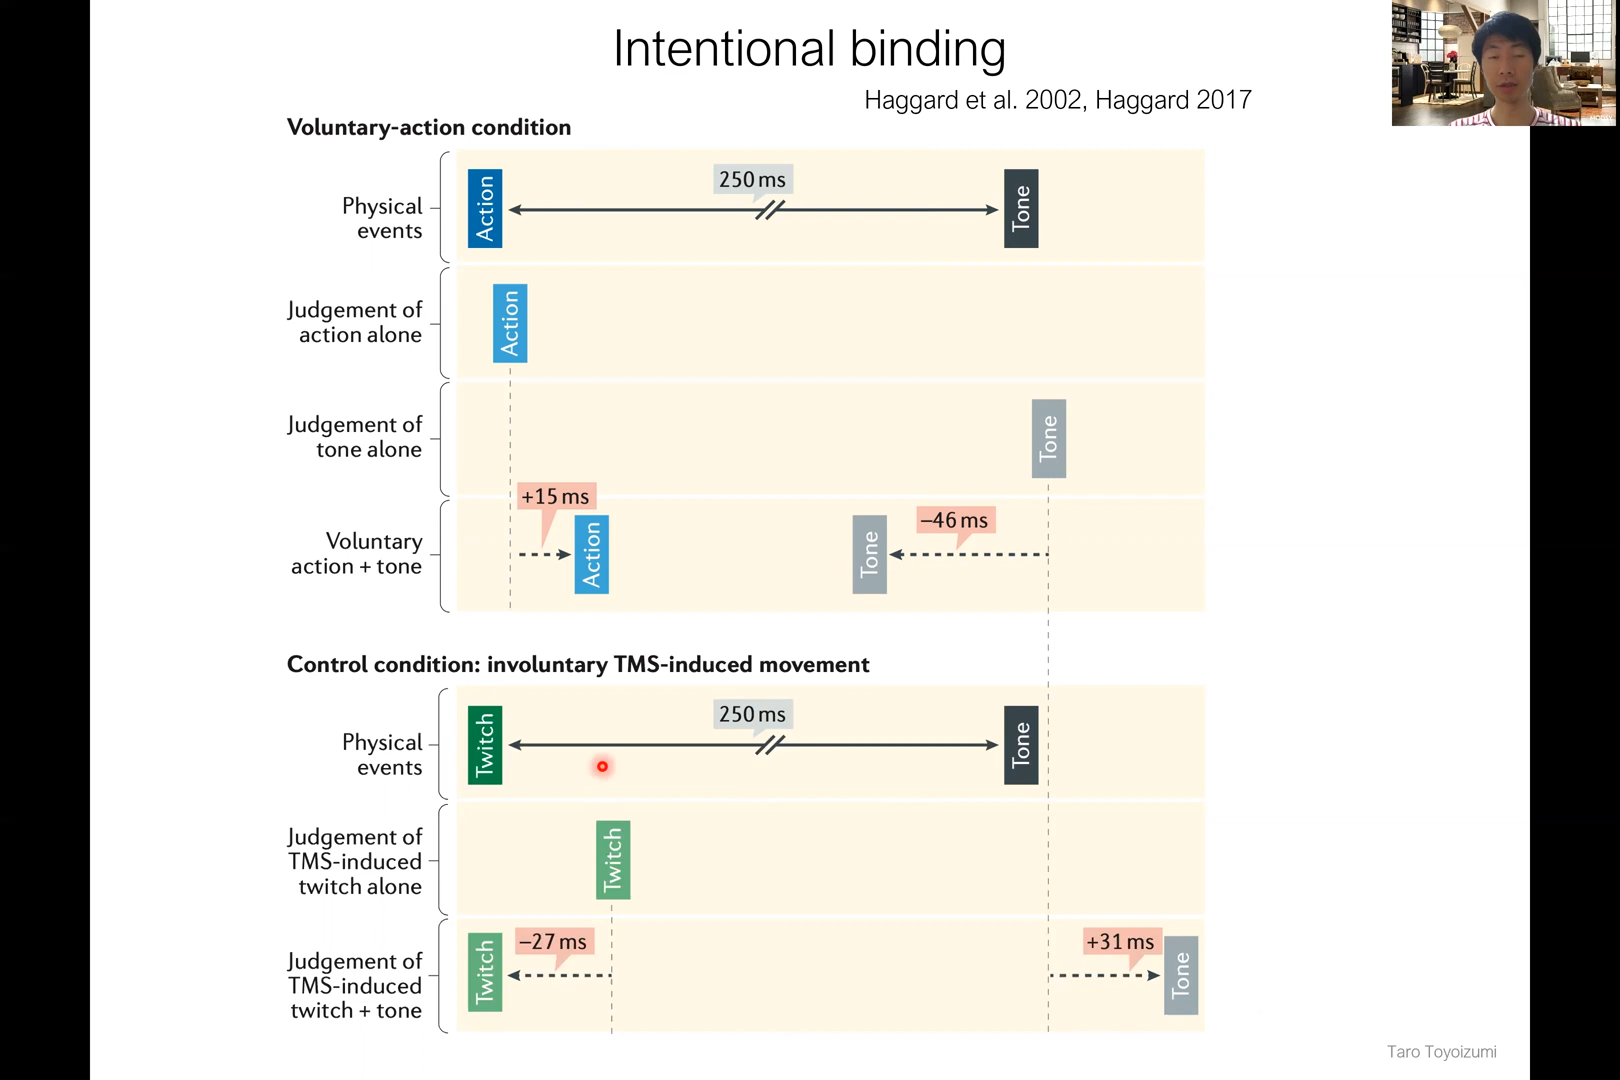 Intentional binding
Haggard et al. 2002, Haggard 2017
Voluntary-action condition
Physical
events
Action
250 ms
Tone
Judgement of
action alone
Action
Judgement of
tone alone
Tone
Voluntary
action + tone
+15 ms
Action
Tone
–46 ms
Control condition: involuntary TMS-induced movement
Physical
events
Twitch
250 ms
Tone
Judgement of
TMS-induced
twitch alone
Twitch
Judgement of
TMS-induced
twitch + tone
Twitch
–27 ms
+31 ms
Tone
Taro Toyoizumi